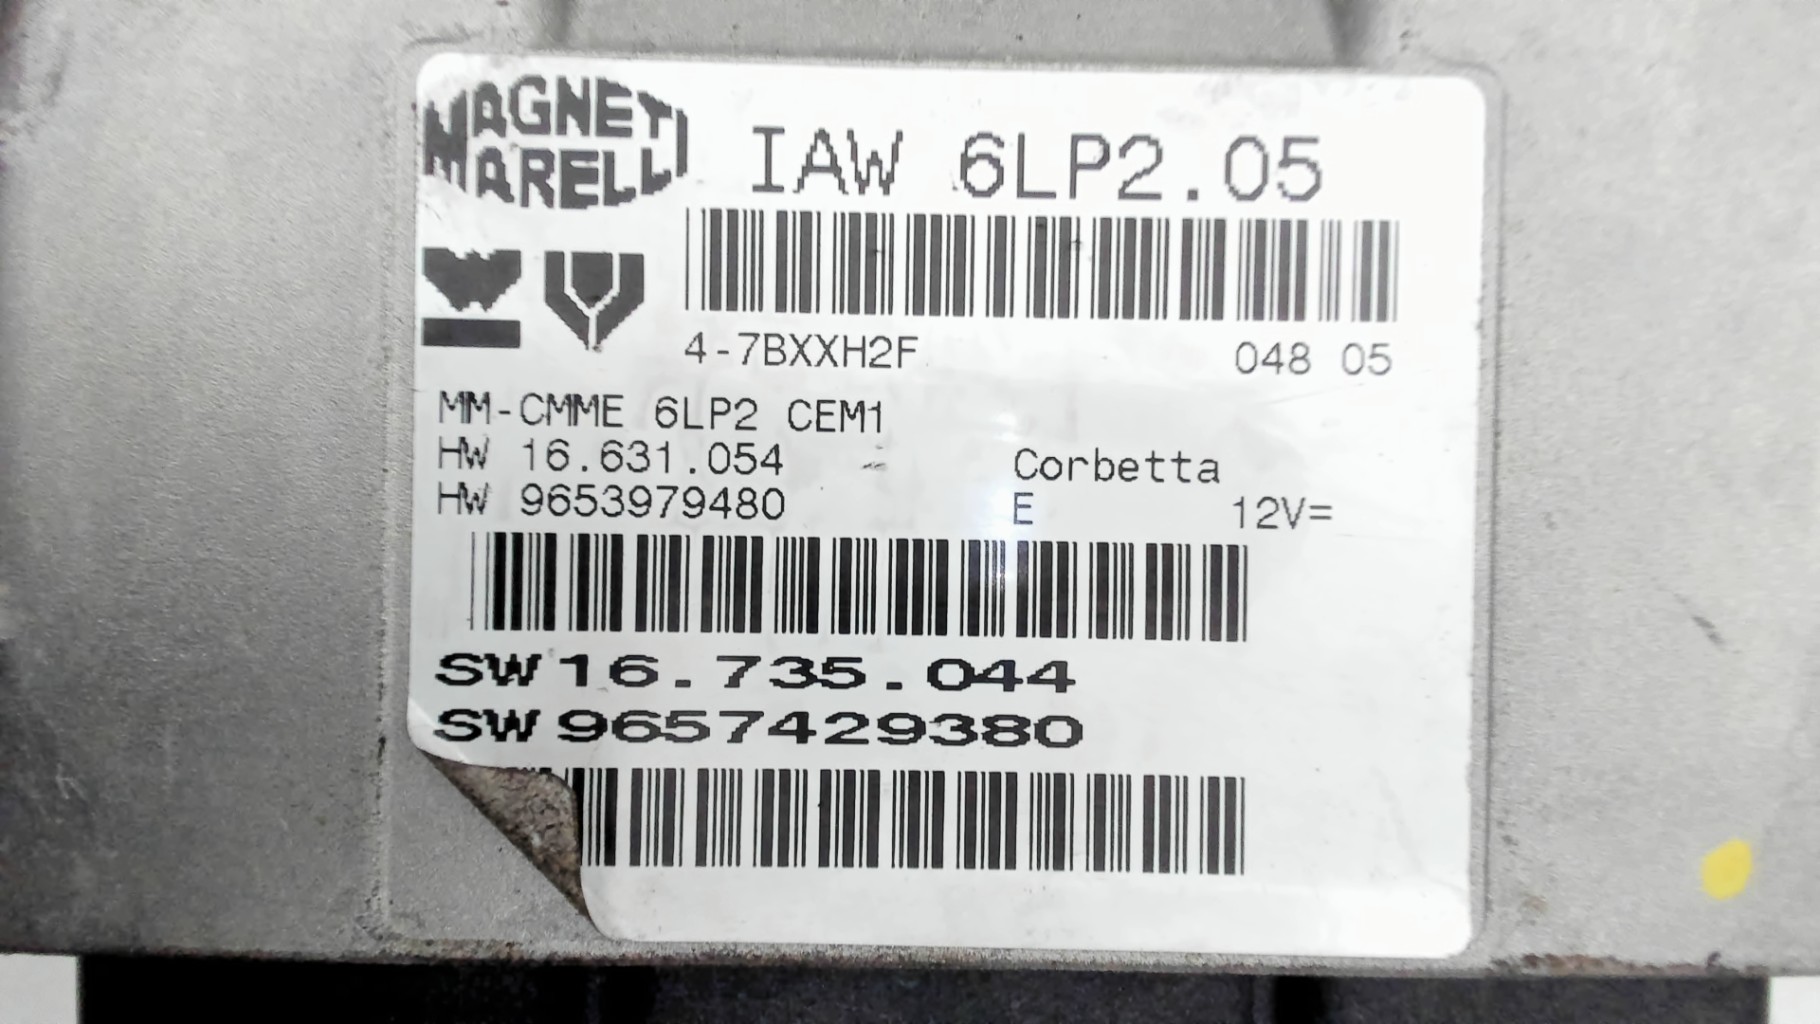 MAGNETI
MARELLI
IAW 6LP2.05
4-7BXXH2F 048 05
MM-CMME 6LP2 CEM1
HW 16.631.054 Corbetta
HW 9653979480 E 12V=
SW 16.735.044
SW 9657429380